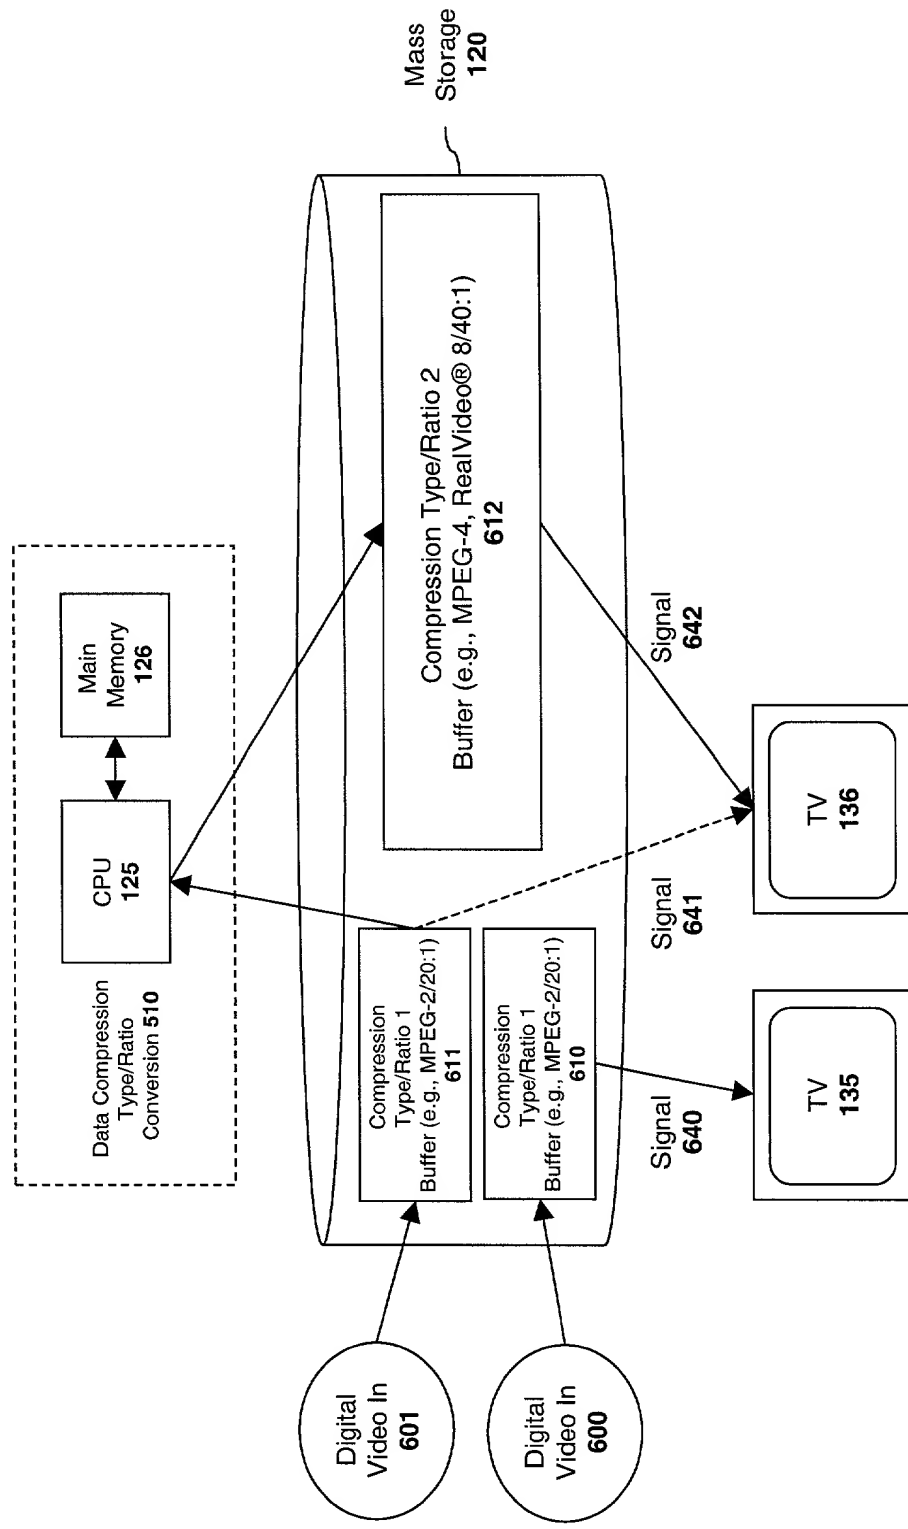 Data Compression
Type/Ratio
Conversion 510
CPU
125
Main
Memory
126
Mass
Storage
120
Digital
Video In
601
Compression
Type/Ratio 1
Buffer (e.g., MPEG-2/20:1)
611
Compression Type/Ratio 2
Buffer (e.g., MPEG-4, RealVideo® 8/40:1)
612
Digital
Video In
600
Compression
Type/Ratio 1
Buffer (e.g., MPEG-2/20:1)
610
Signal
640
Signal
641
Signal
642
TV
135
TV
136